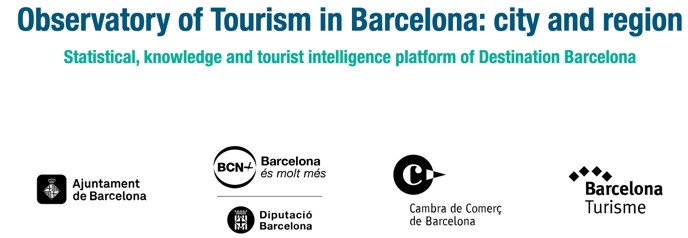 Observatory of Tourism in Barcelona: city and region
Statistical, knowledge and tourist intelligence platform of Destination Barcelona
Ajuntament
de Barcelona
BCN+
Barcelona
és molt més
Diputació
Barcelona
C
Cambra de Comerç
de Barcelona
Barcelona
Turisme